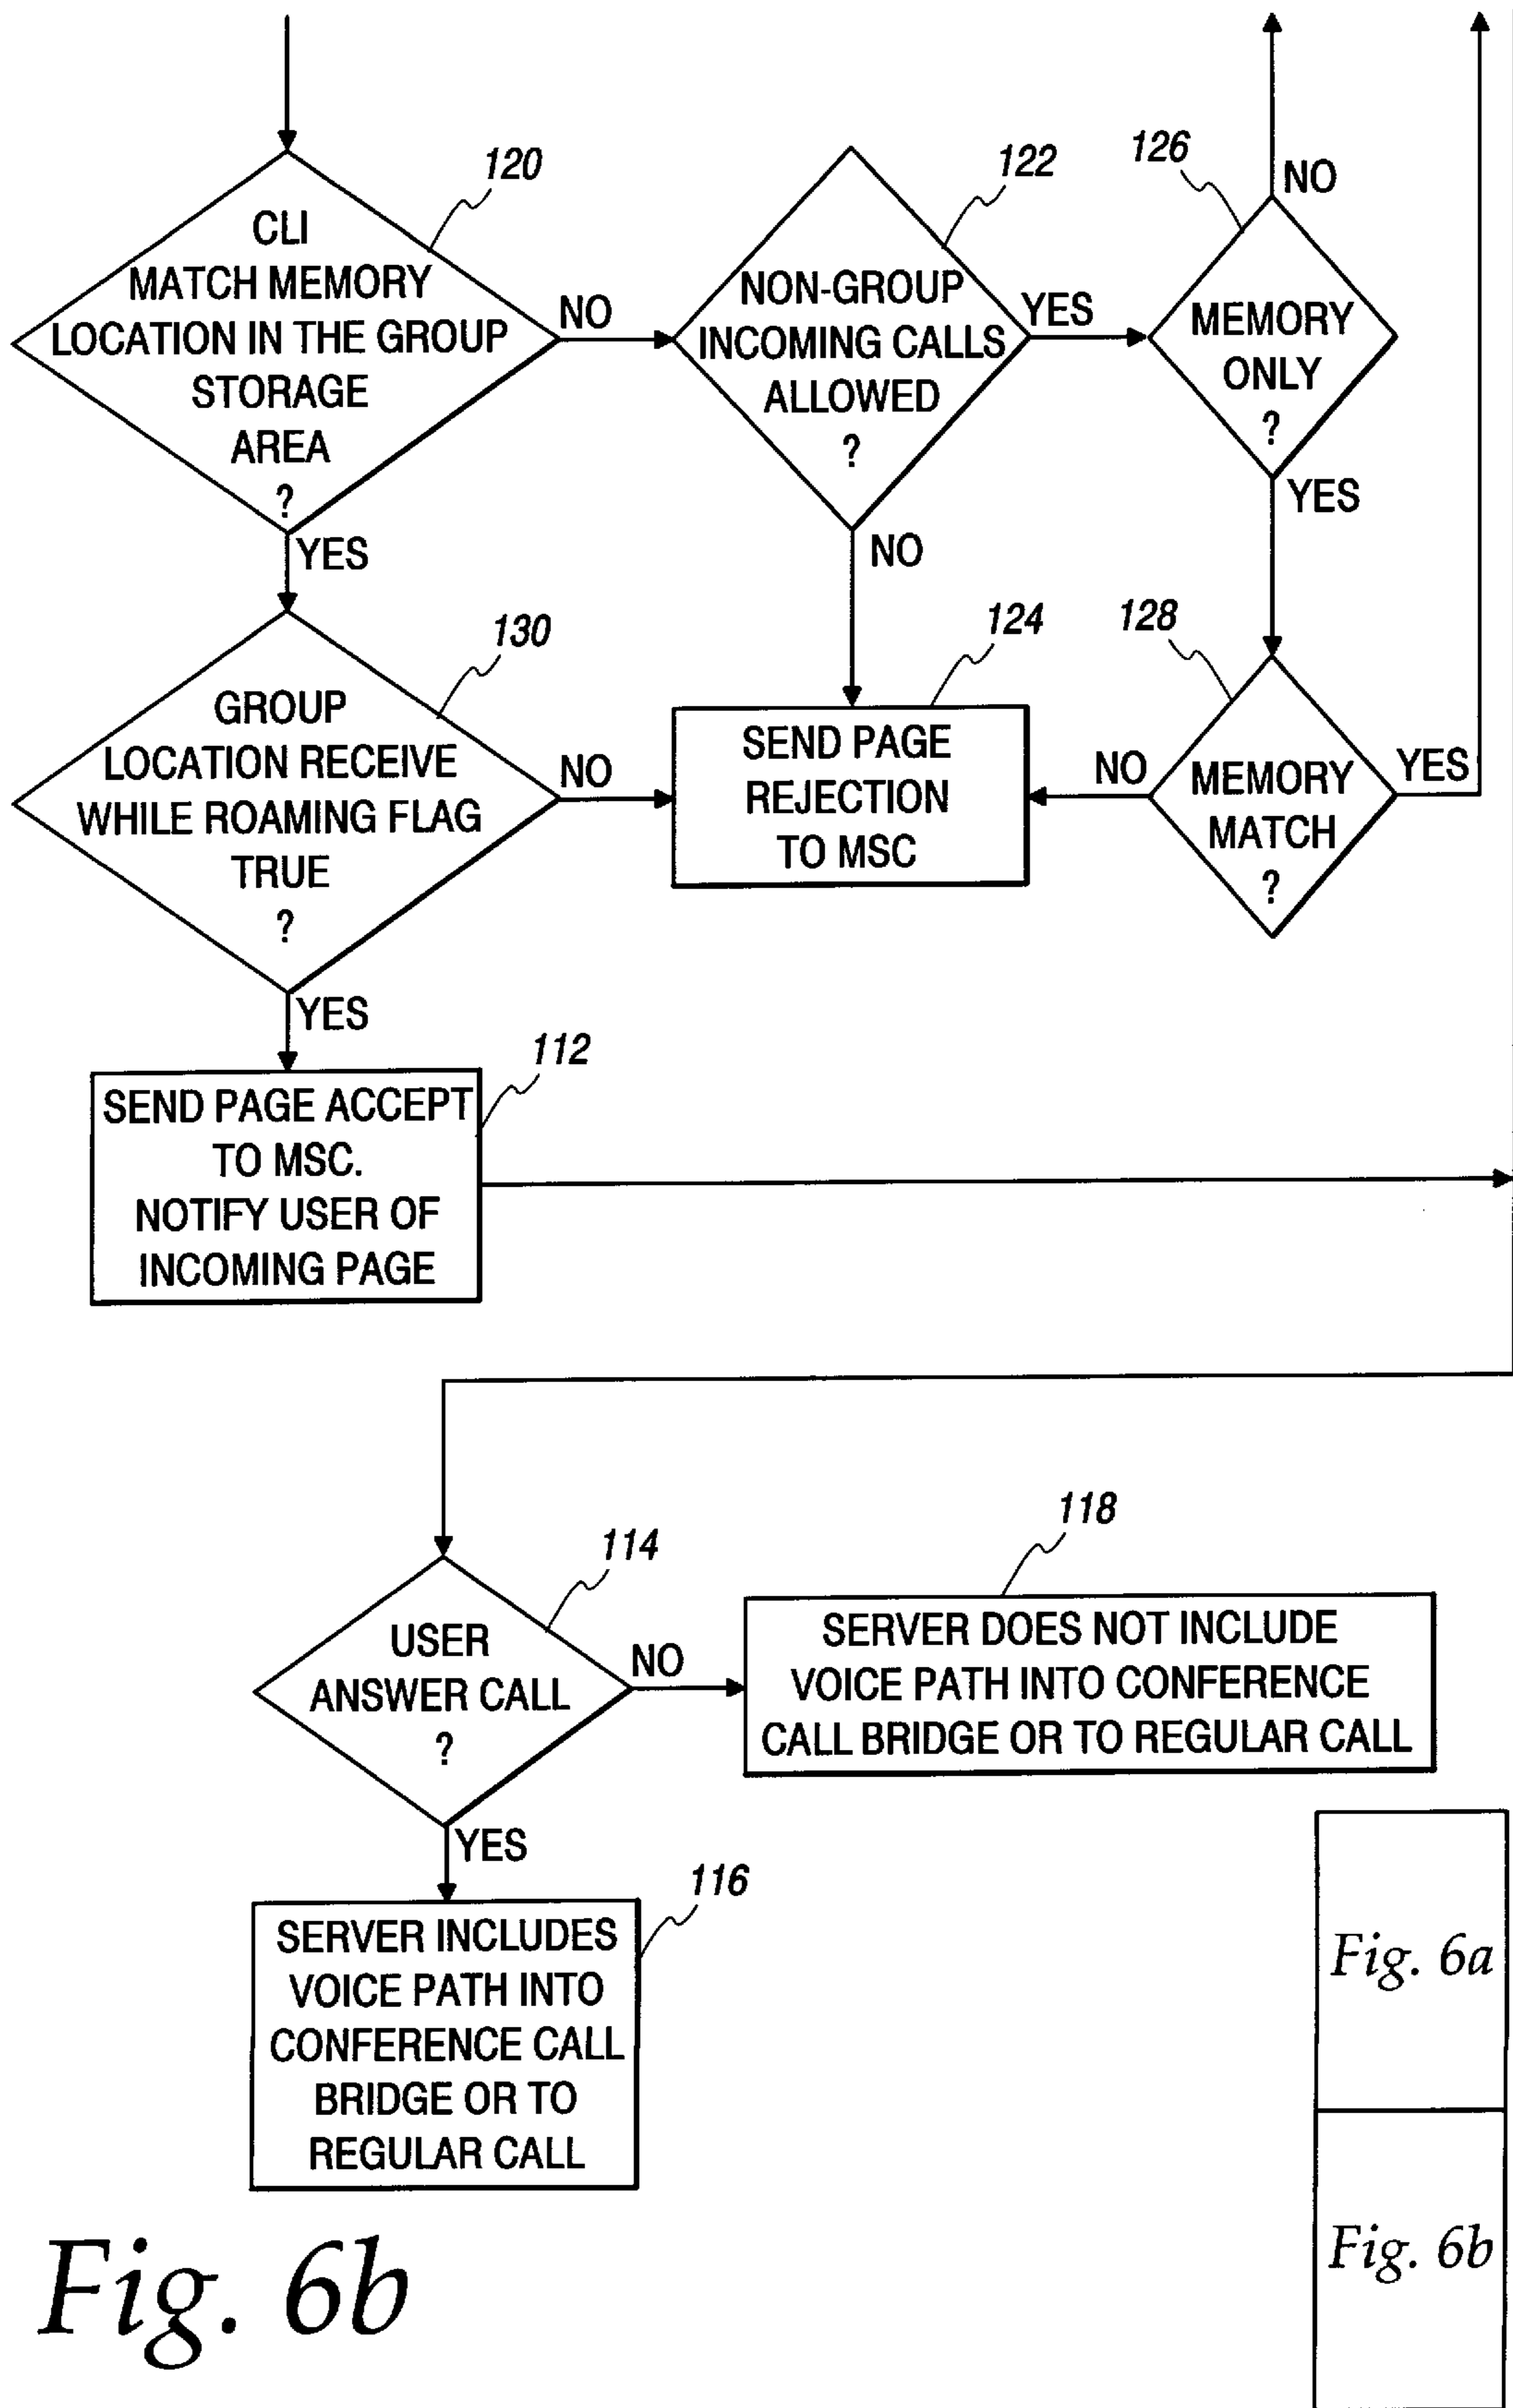 120
CLI
MATCH MEMORY
LOCATION IN THE GROUP
STORAGE
AREA
?
NO
YES
122
NON-GROUP
INCOMING CALLS
ALLOWED
?
YES
NO
126
NO
MEMORY
ONLY
?
YES
130
GROUP
LOCATION RECEIVE
WHILE ROAMING FLAG
TRUE
?
NO
YES
124
SEND PAGE
REJECTION
TO MSC
128
NO
MEMORY
MATCH
?
YES
112
SEND PAGE ACCEPT
TO MSC.
NOTIFY USER OF
INCOMING PAGE
114
USER
ANSWER CALL
?
NO
YES
118
SERVER DOES NOT INCLUDE
VOICE PATH INTO CONFERENCE
CALL BRIDGE OR TO REGULAR CALL
116
SERVER INCLUDES
VOICE PATH INTO
CONFERENCE CALL
BRIDGE OR TO
REGULAR CALL
Fig. 6a
Fig. 6b
Fig. 6b